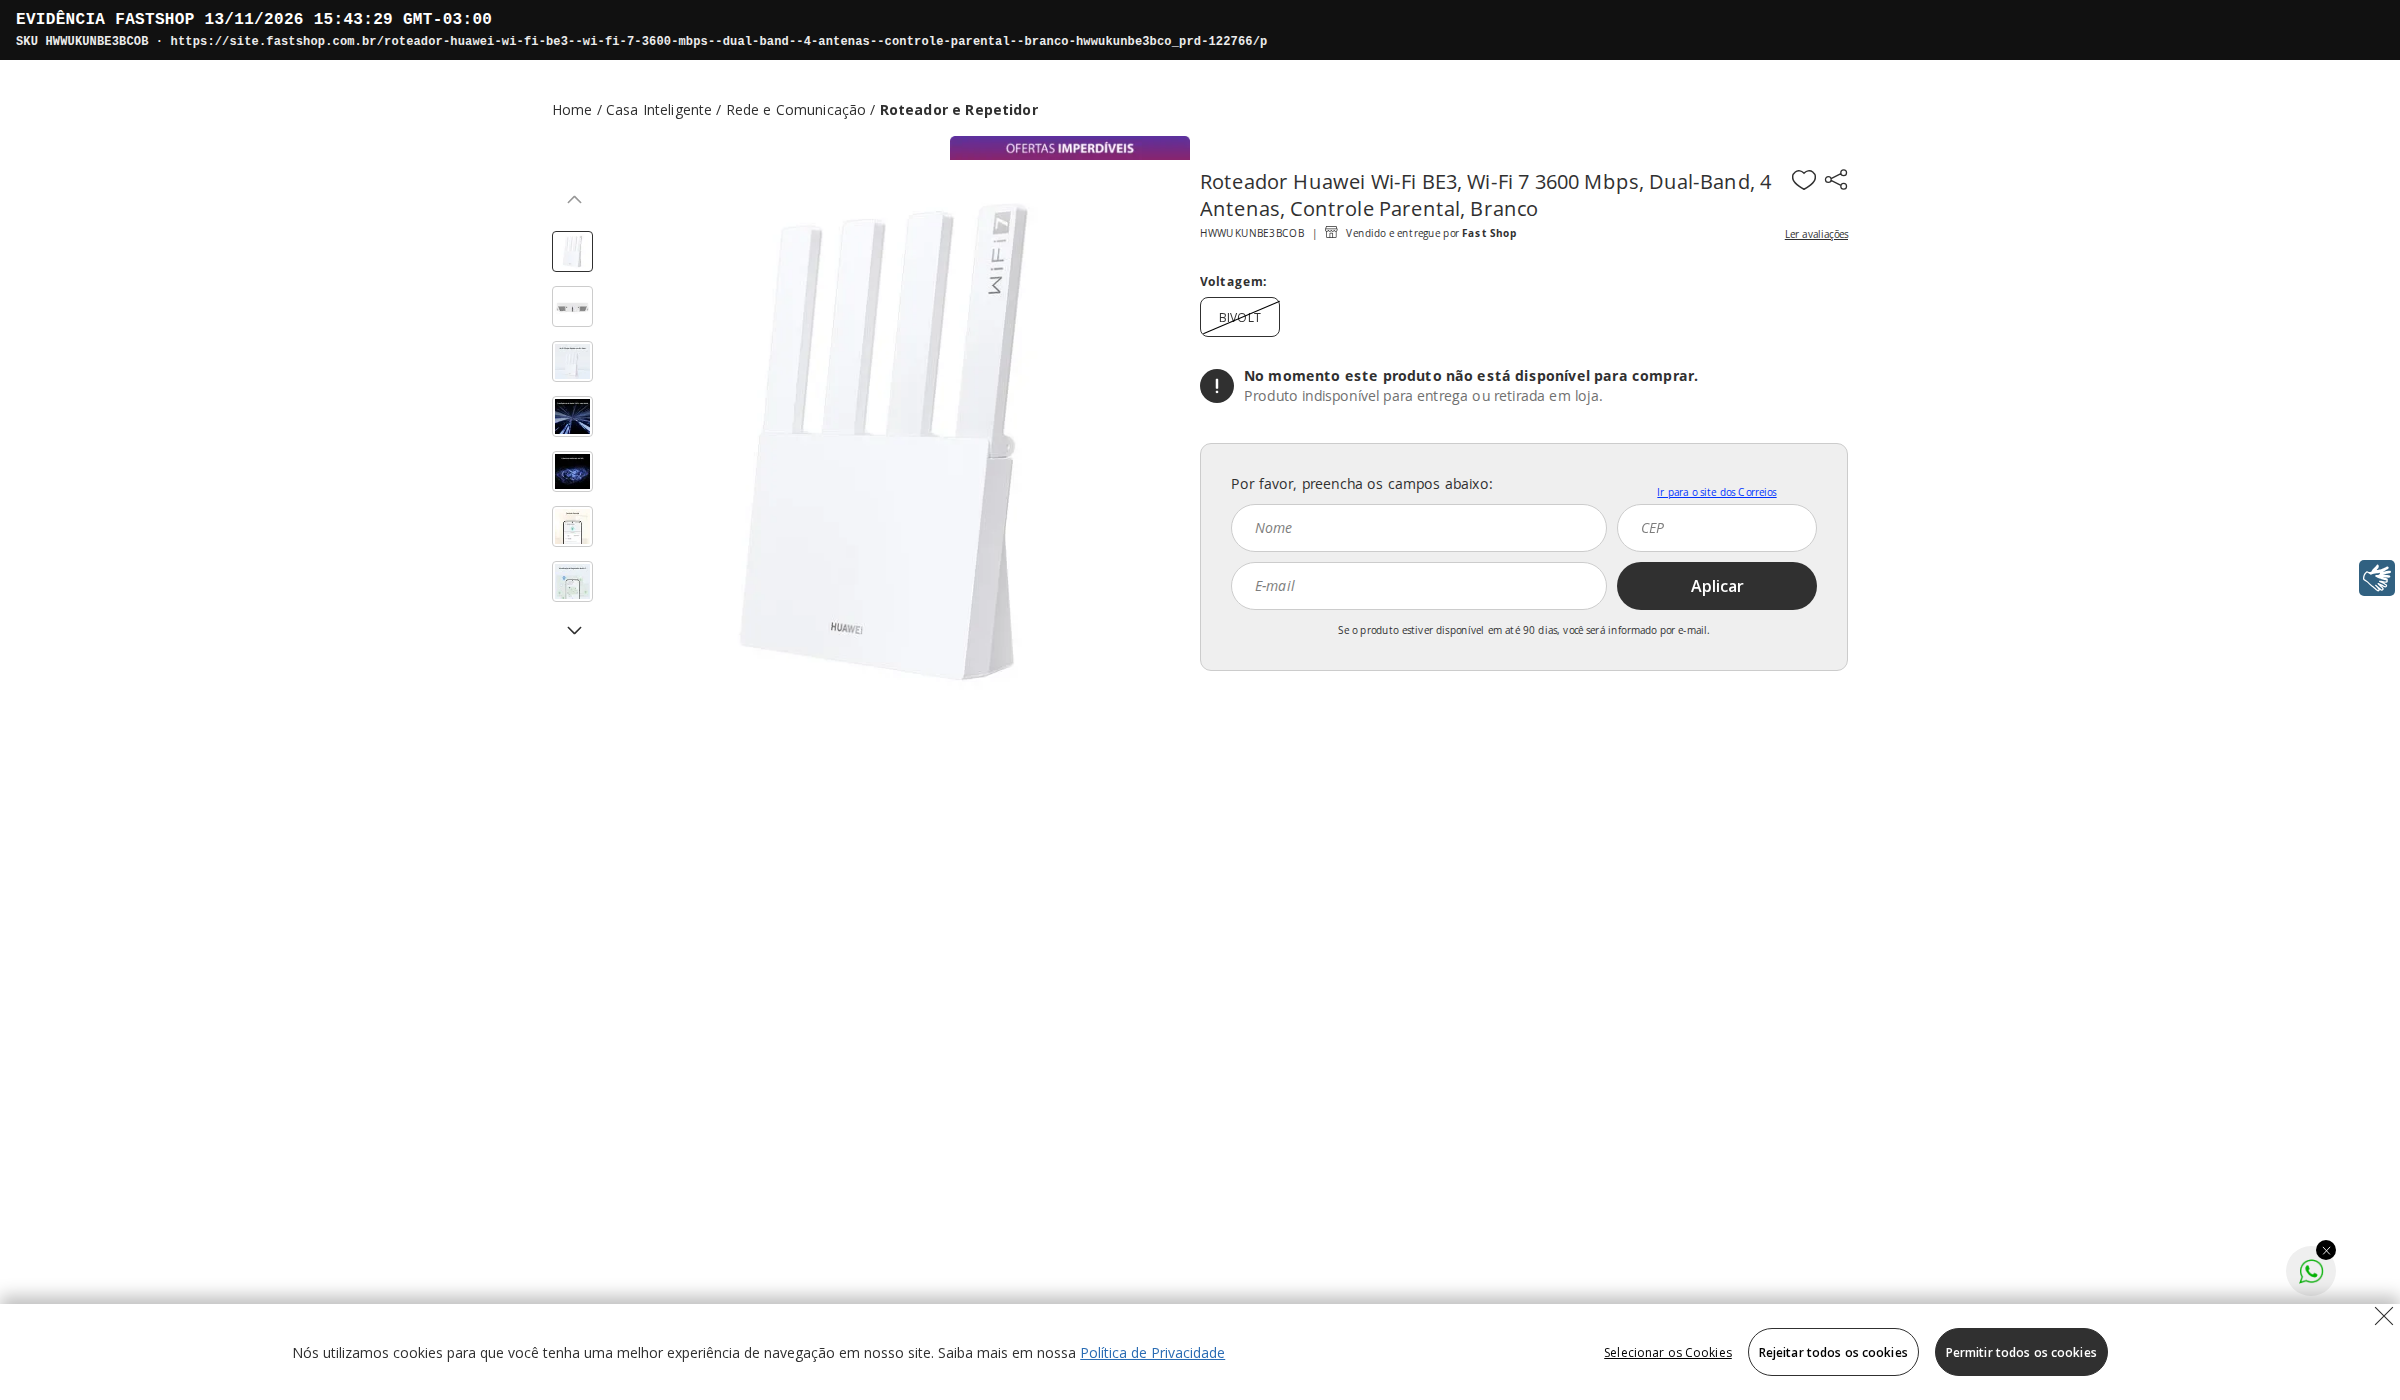 EVIDÊNCIA FASTSHOP 13/11/2026 15:43:29 GMT-03:00
SKU HWWUKUNBE3BCOB · https://site.fastshop.com.br/roteador-huawei-wi-fi-be3--wi-fi-7-3600-mbps--dual-band--4-antenas--controle-parental--branco-hwwukunbe3bco_prd-122766/p
Home / Casa Inteligente / Rede e Comunicação / Roteador e Repetidor
OFERTAS IMPERDÍVEIS
Roteador Huawei Wi-Fi BE3, Wi-Fi 7 3600 Mbps, Dual-Band, 4
Antenas, Controle Parental, Branco
HWWUKUNBE3BCOB | Vendido e entregue por Fast Shop
Ler avaliações
WiFi 7
HUAWEI
Voltagem:
BIVOLT
No momento este produto não está disponível para comprar.
Produto indisponível para entrega ou retirada em loja.
Por favor, preencha os campos abaixo:
Ir para o site dos Correios
Nome
CEP
E-mail
Aplicar
Se o produto estiver disponível em até 90 dias, você será informado por e-mail.
Nós utilizamos cookies para que você tenha uma melhor experiência de navegação em nosso site. Saiba mais em nossa Política de Privacidade
Selecionar os Cookies
Rejeitar todos os cookies
Permitir todos os cookies